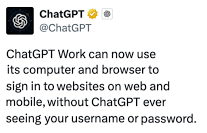 ChatGPT
@ChatGPT
ChatGPT Work can now use
its computer and browser to
sign in to websites on web and
mobile, without ChatGPT ever
seeing your username or password.